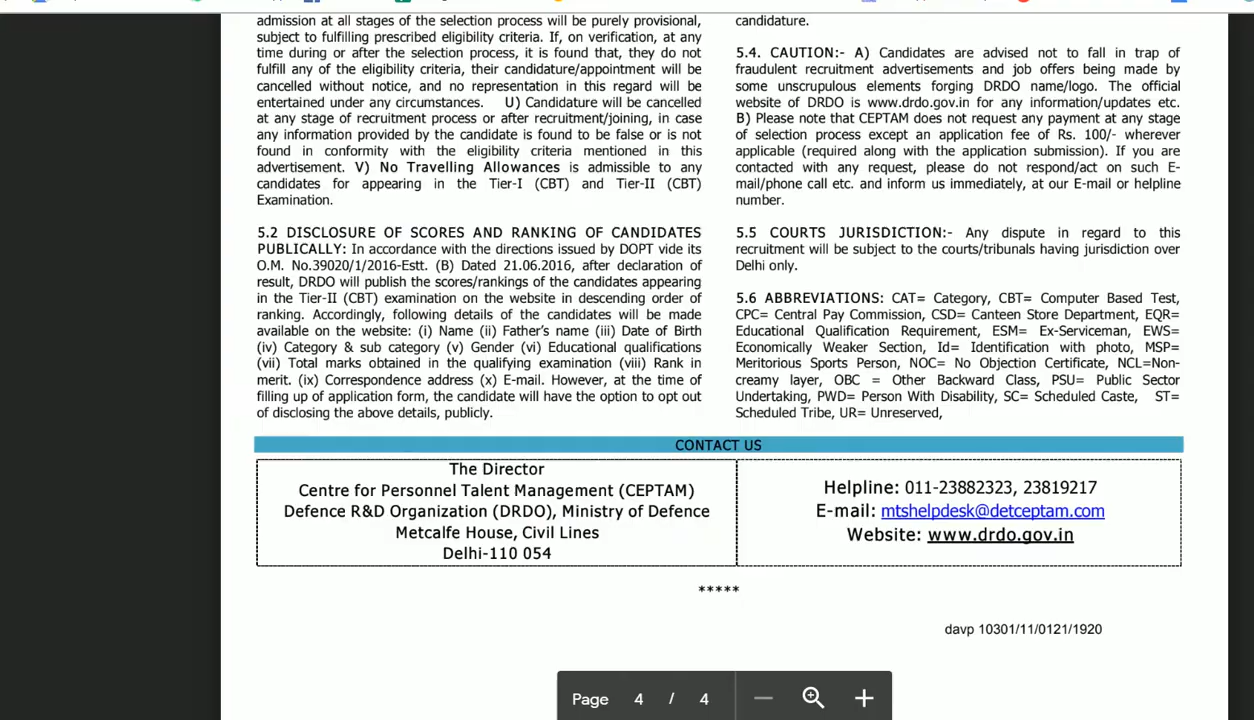 admission at all stages of the selection process will be purely provisional,
subject to fulfilling prescribed eligibility criteria. If, on verification, at any
time during or after the selection process, it is found that, they do not
fulfill any of the eligibility criteria, their candidature/appointment will be
cancelled without notice, and no representation in this regard will be
entertained under any circumstances. U) Candidature will be cancelled
at any stage of recruitment process or after recruitment/joining, in case
any information provided by the candidate is found to be false or is not
found in conformity with the eligibility criteria mentioned in this
advertisement. V) No Travelling Allowances is admissible to any
candidates for appearing in the Tier-I (CBT) and Tier-II (CBT)
Examination.
5.2 DISCLOSURE OF SCORES AND RANKING OF CANDIDATES
PUBLICALLY: In accordance with the directions issued by DOPT vide its
O.M. No.39020/1/2016-Estt. (B) Dated 21.06.2016, after declaration of
result, DRDO will publish the scores/rankings of the candidates appearing
in the Tier-II (CBT) examination on the website in descending order of
ranking. Accordingly, following details of the candidates will be made
available on the website: (i) Name (ii) Father's name (iii) Date of Birth
(iv) Category & sub category (v) Gender (vi) Educational qualifications
(vii) Total marks obtained in the qualifying examination (viii) Rank in
merit. (ix) Correspondence address (x) E-mail. However, at the time of
filling up of application form, the candidate will have the option to opt out
of disclosing the above details, publicly.
candidature.
5.4. CAUTION:- A) Candidates are advised not to fall in trap of
fraudulent recruitment advertisements and job offers being made by
some unscrupulous elements forging DRDO name/logo. The official
website of DRDO is www.drdo.gov.in for any information/updates etc.
B) Please note that CEPTAM does not request any payment at any stage
of selection process except an application fee of Rs. 100/- wherever
applicable (required along with the application submission). If you are
contacted with any request, please do not respond/act on such E-
mail/phone call etc. and inform us immediately, at our E-mail or helpline
number.
5.5 COURTS JURISDICTION:- Any dispute in regard to this
recruitment will be subject to the courts/tribunals having jurisdiction over
Delhi only.
5.6 ABBREVIATIONS: CAT= Category, CBT= Computer Based Test,
CPC= Central Pay Commission, CSD= Canteen Store Department, EQR=
Educational Qualification Requirement, ESM= Ex-Serviceman, EWS=
Economically Weaker Section, Id= Identification with photo, MSP=
Meritorious Sports Person, NOC= No Objection Certificate, NCL=Non-
creamy layer, OBC = Other Backward Class, PSU= Public Sector
Undertaking, PWD= Person With Disability, SC= Scheduled Caste, ST=
Scheduled Tribe, UR= Unreserved,
CONTACT US
The Director
Centre for Personnel Talent Management (CEPTAM)
Defence R&D Organization (DRDO), Ministry of Defence
Metcalfe House, Civil Lines
Delhi-110 054
Helpline: 011-23882323, 23819217
E-mail: mtshelpdesk@detceptam.com
Website: www.drdo.gov.in
*****
davp 10301/11/0121/1920
Page 4 / 4